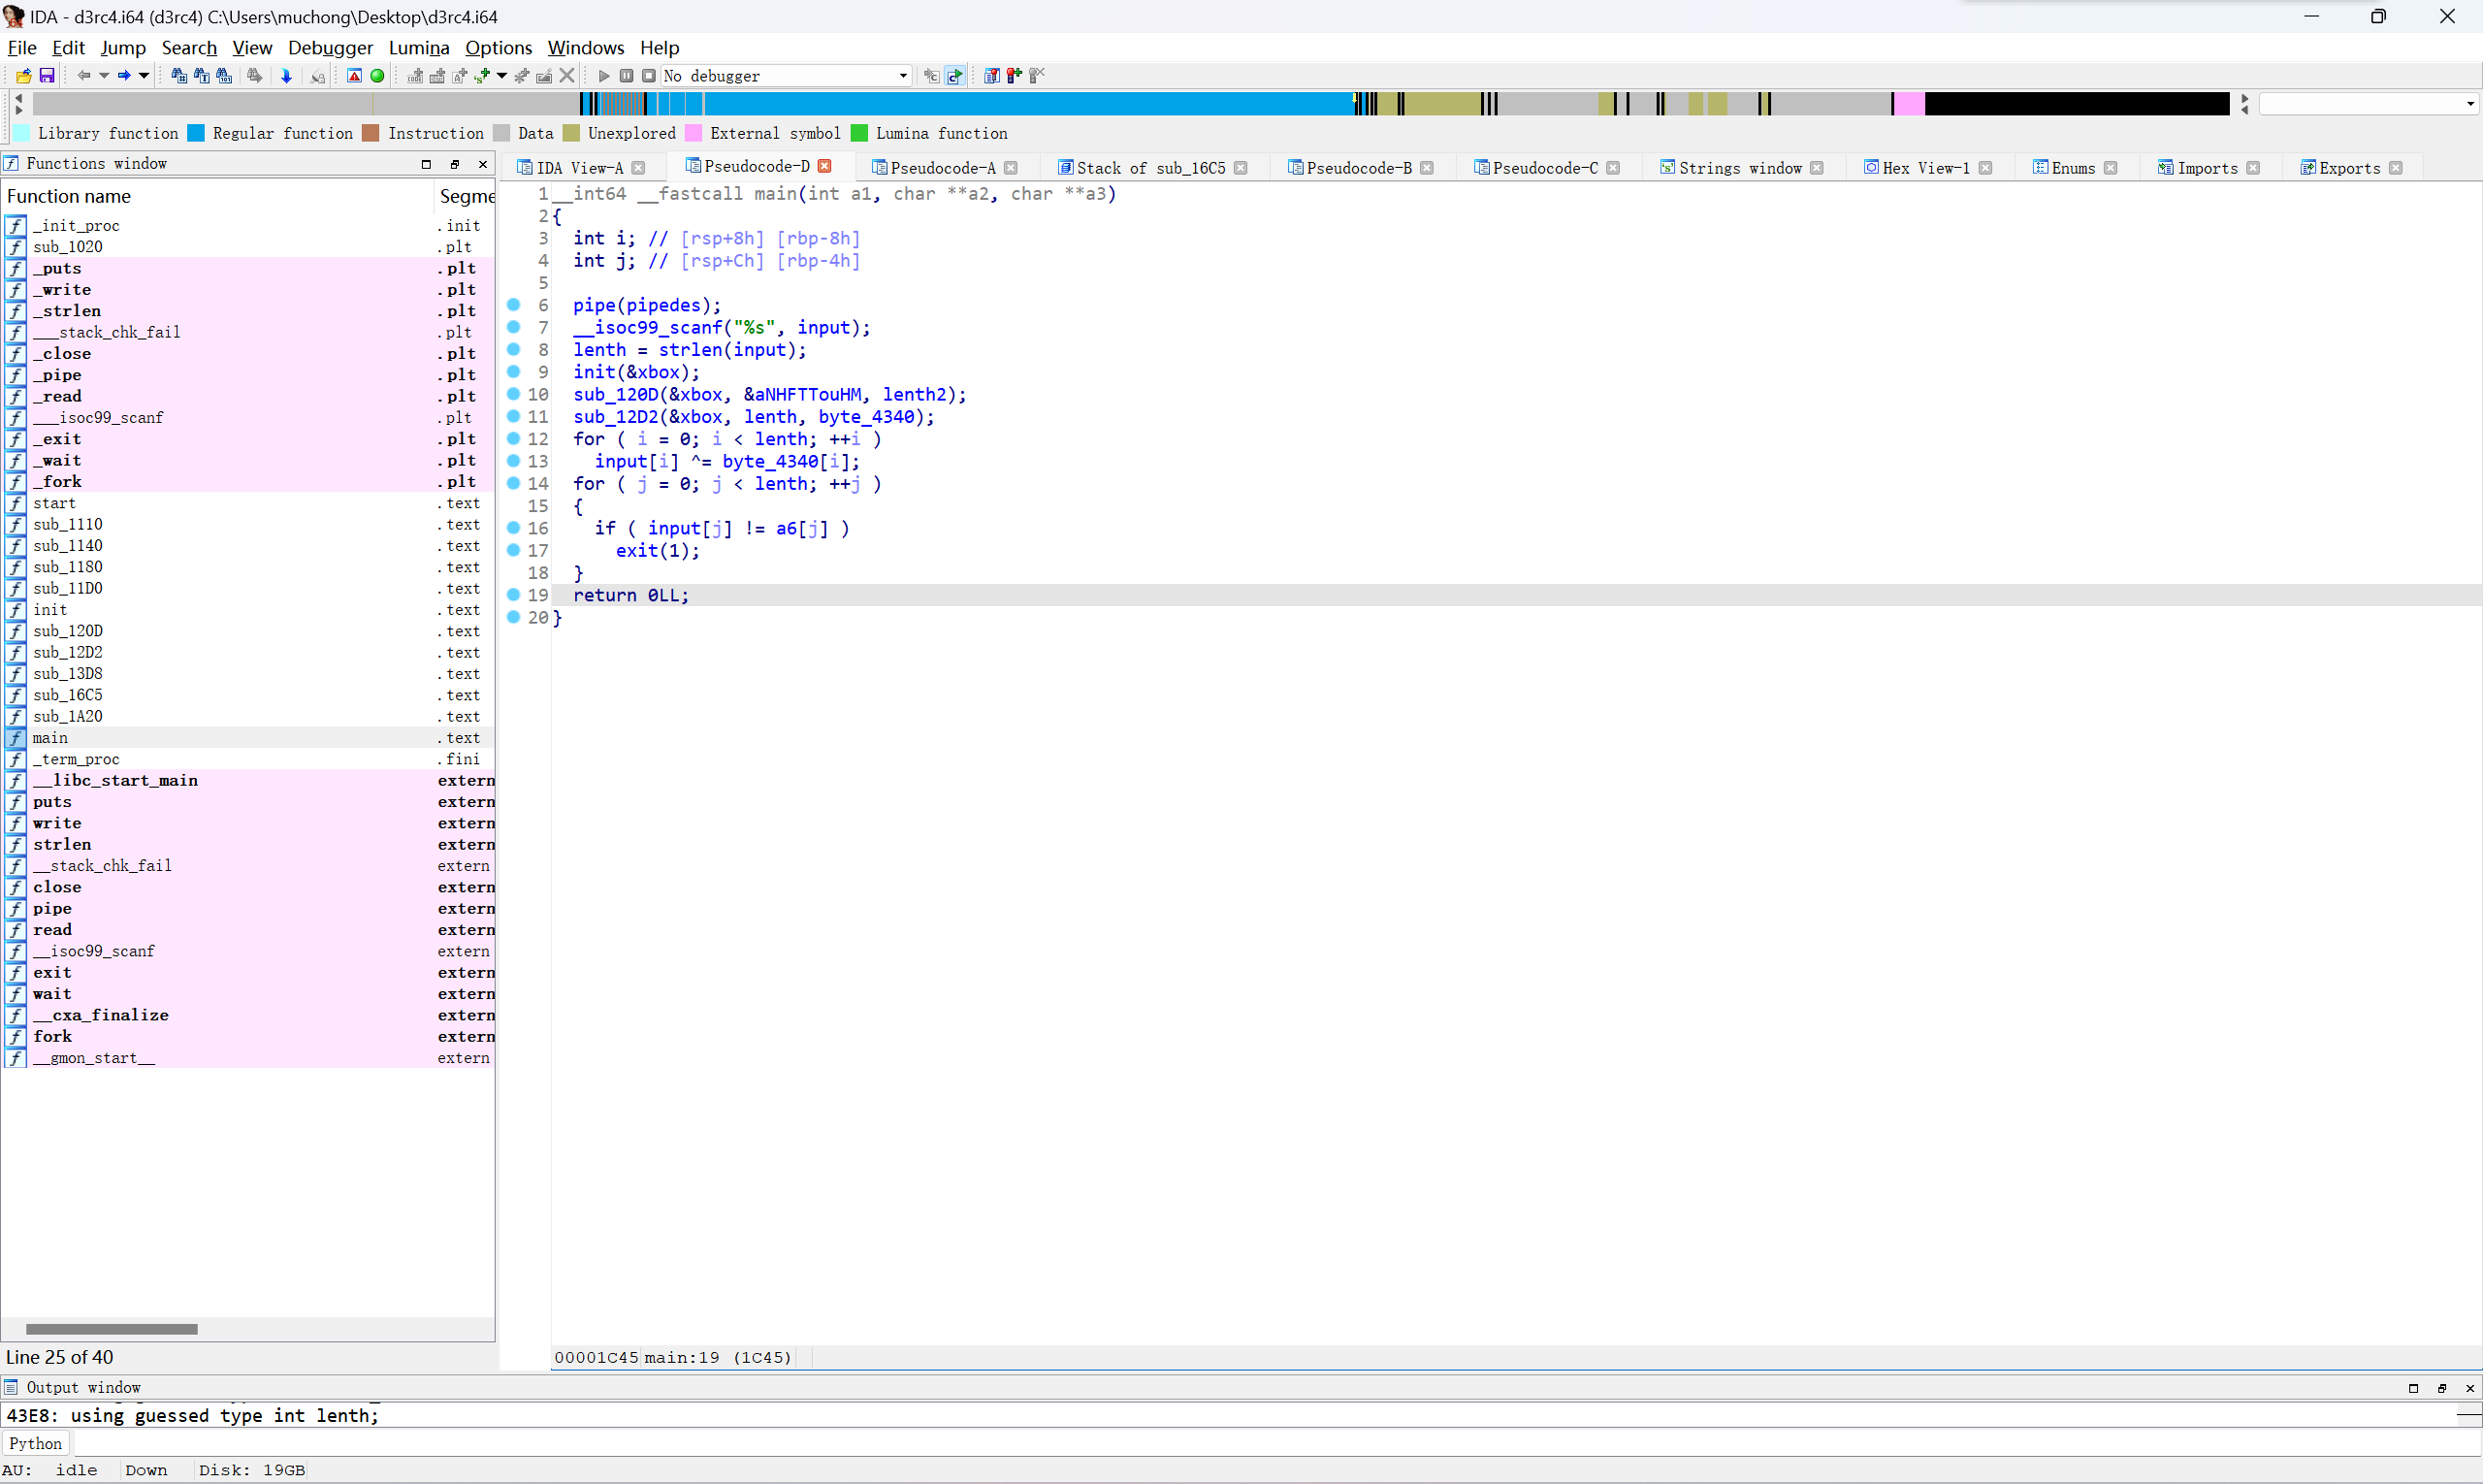 IDA - d3rc4.i64 (d3rc4) C:\Users\muchong\Desktop\d3rc4.i64
File Edit Jump Search View Debugger Lumina Options Windows Help
No debugger
Library function Regular function Instruction Data Unexplored External symbol Lumina function
Functions window
IDA View-A Pseudocode-D Pseudocode-A Stack of sub_16C5 Pseudocode-B Pseudocode-C Strings window Hex View-1 Enums Imports Exports
Function name Segme
_init_proc .init
sub_1020 .plt
_puts .plt
_write .plt
_strlen .plt
___stack_chk_fail .plt
_close .plt
_pipe .plt
_read .plt
___isoc99_scanf .plt
_exit .plt
_wait .plt
_fork .plt
start .text
sub_1110 .text
sub_1140 .text
sub_1180 .text
sub_11D0 .text
init .text
sub_120D .text
sub_12D2 .text
sub_13D8 .text
sub_16C5 .text
sub_1A20 .text
main .text
_term_proc .fini
__libc_start_main extern
puts extern
write extern
strlen extern
__stack_chk_fail extern
close extern
pipe extern
read extern
__isoc99_scanf extern
exit extern
wait extern
__cxa_finalize extern
fork extern
__gmon_start__ extern
Line 25 of 40
1 __int64 __fastcall main(int a1, char **a2, char **a3)
2 {
3 int i; // [rsp+8h] [rbp-8h]
4 int j; // [rsp+Ch] [rbp-4h]
5
6 pipe(pipedes);
7 __isoc99_scanf("%s", input);
8 lenth = strlen(input);
9 init(&xbox);
10 sub_120D(&xbox, &aNHFTTouHM, lenth2);
11 sub_12D2(&xbox, lenth, byte_4340);
12 for ( i = 0; i < lenth; ++i )
13 input[i] ^= byte_4340[i];
14 for ( j = 0; j < lenth; ++j )
15 {
16 if ( input[j] != a6[j] )
17 exit(1);
18 }
19 return 0LL;
20 }
00001C45 main:19 (1C45)
Output window
43E8: using guessed type int lenth;
Python
AU: idle Down Disk: 19GB